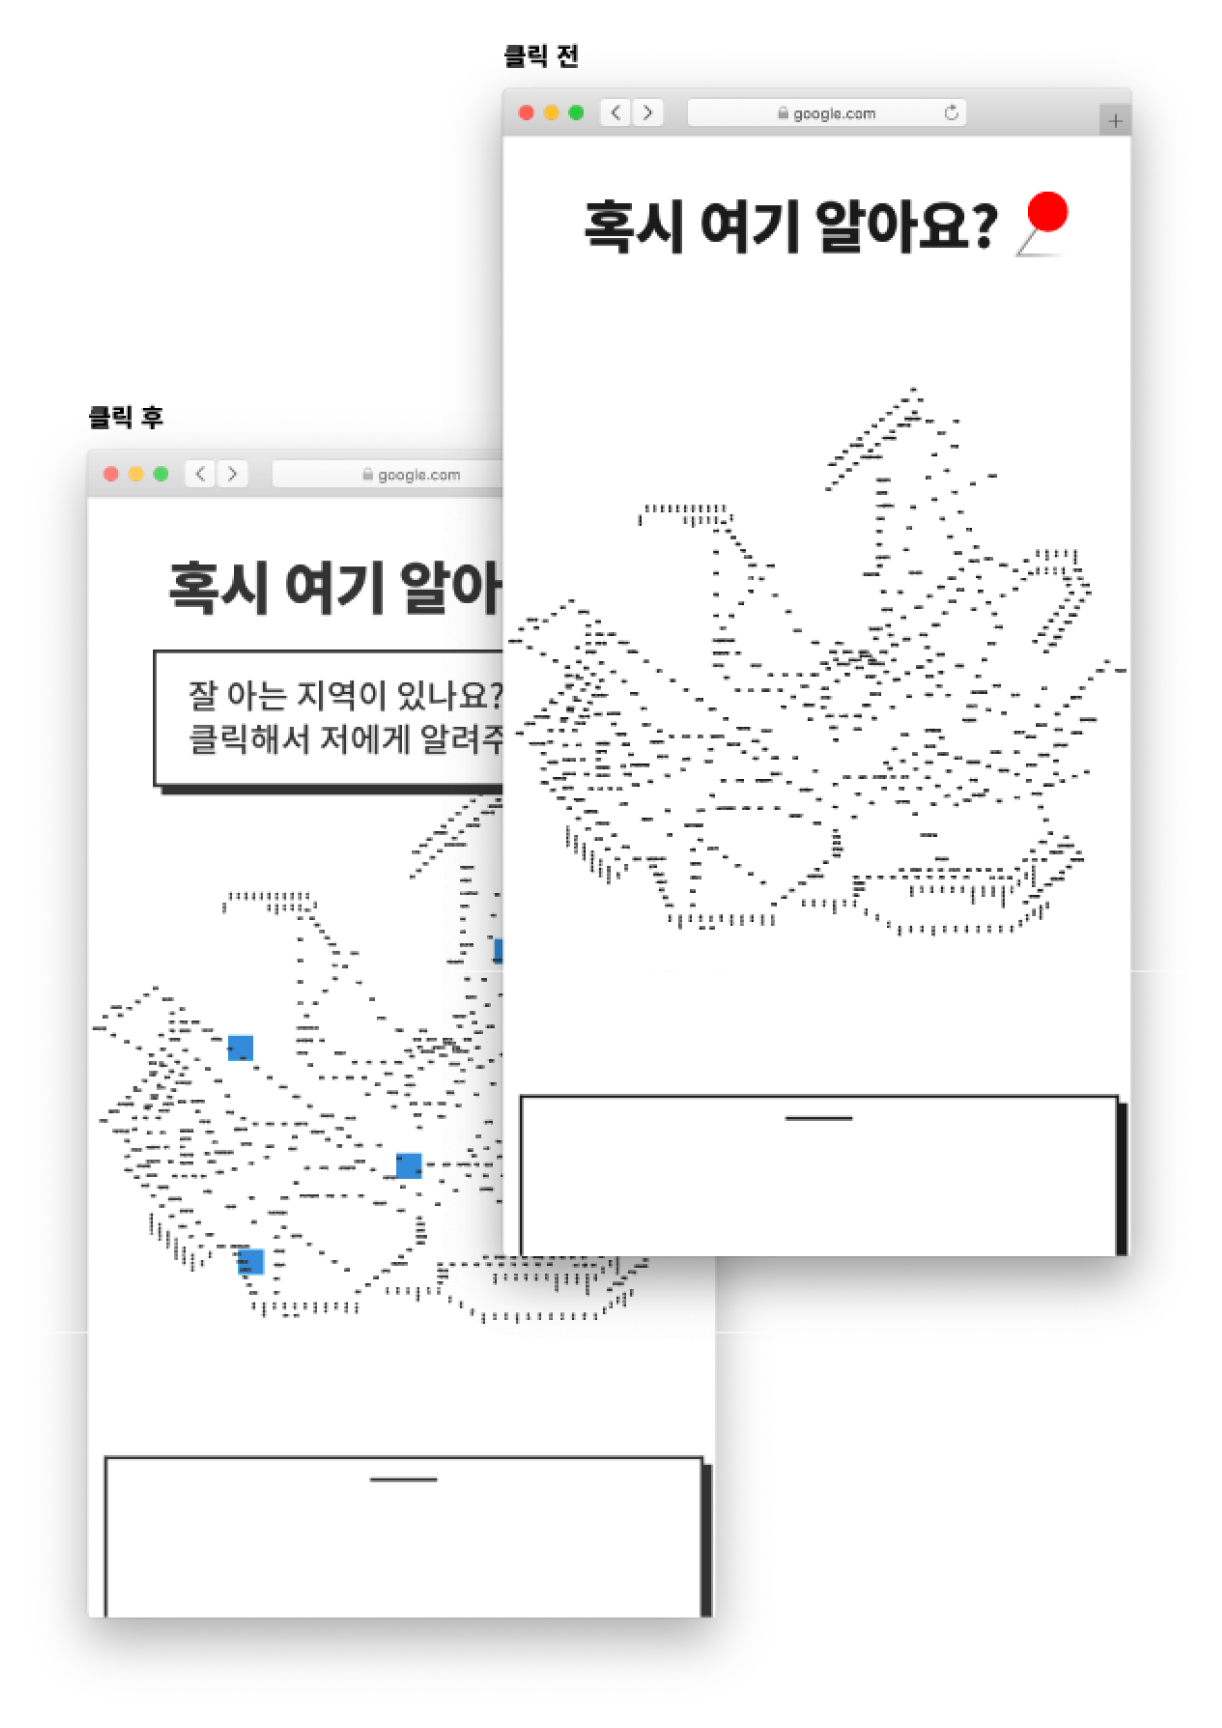 클릭 전
google.com
혹시 여기 알아요?
클릭 후
google.com
혹시 여기 알아
잘 아는 지역이 있나요?
클릭해서 저에게 알려주